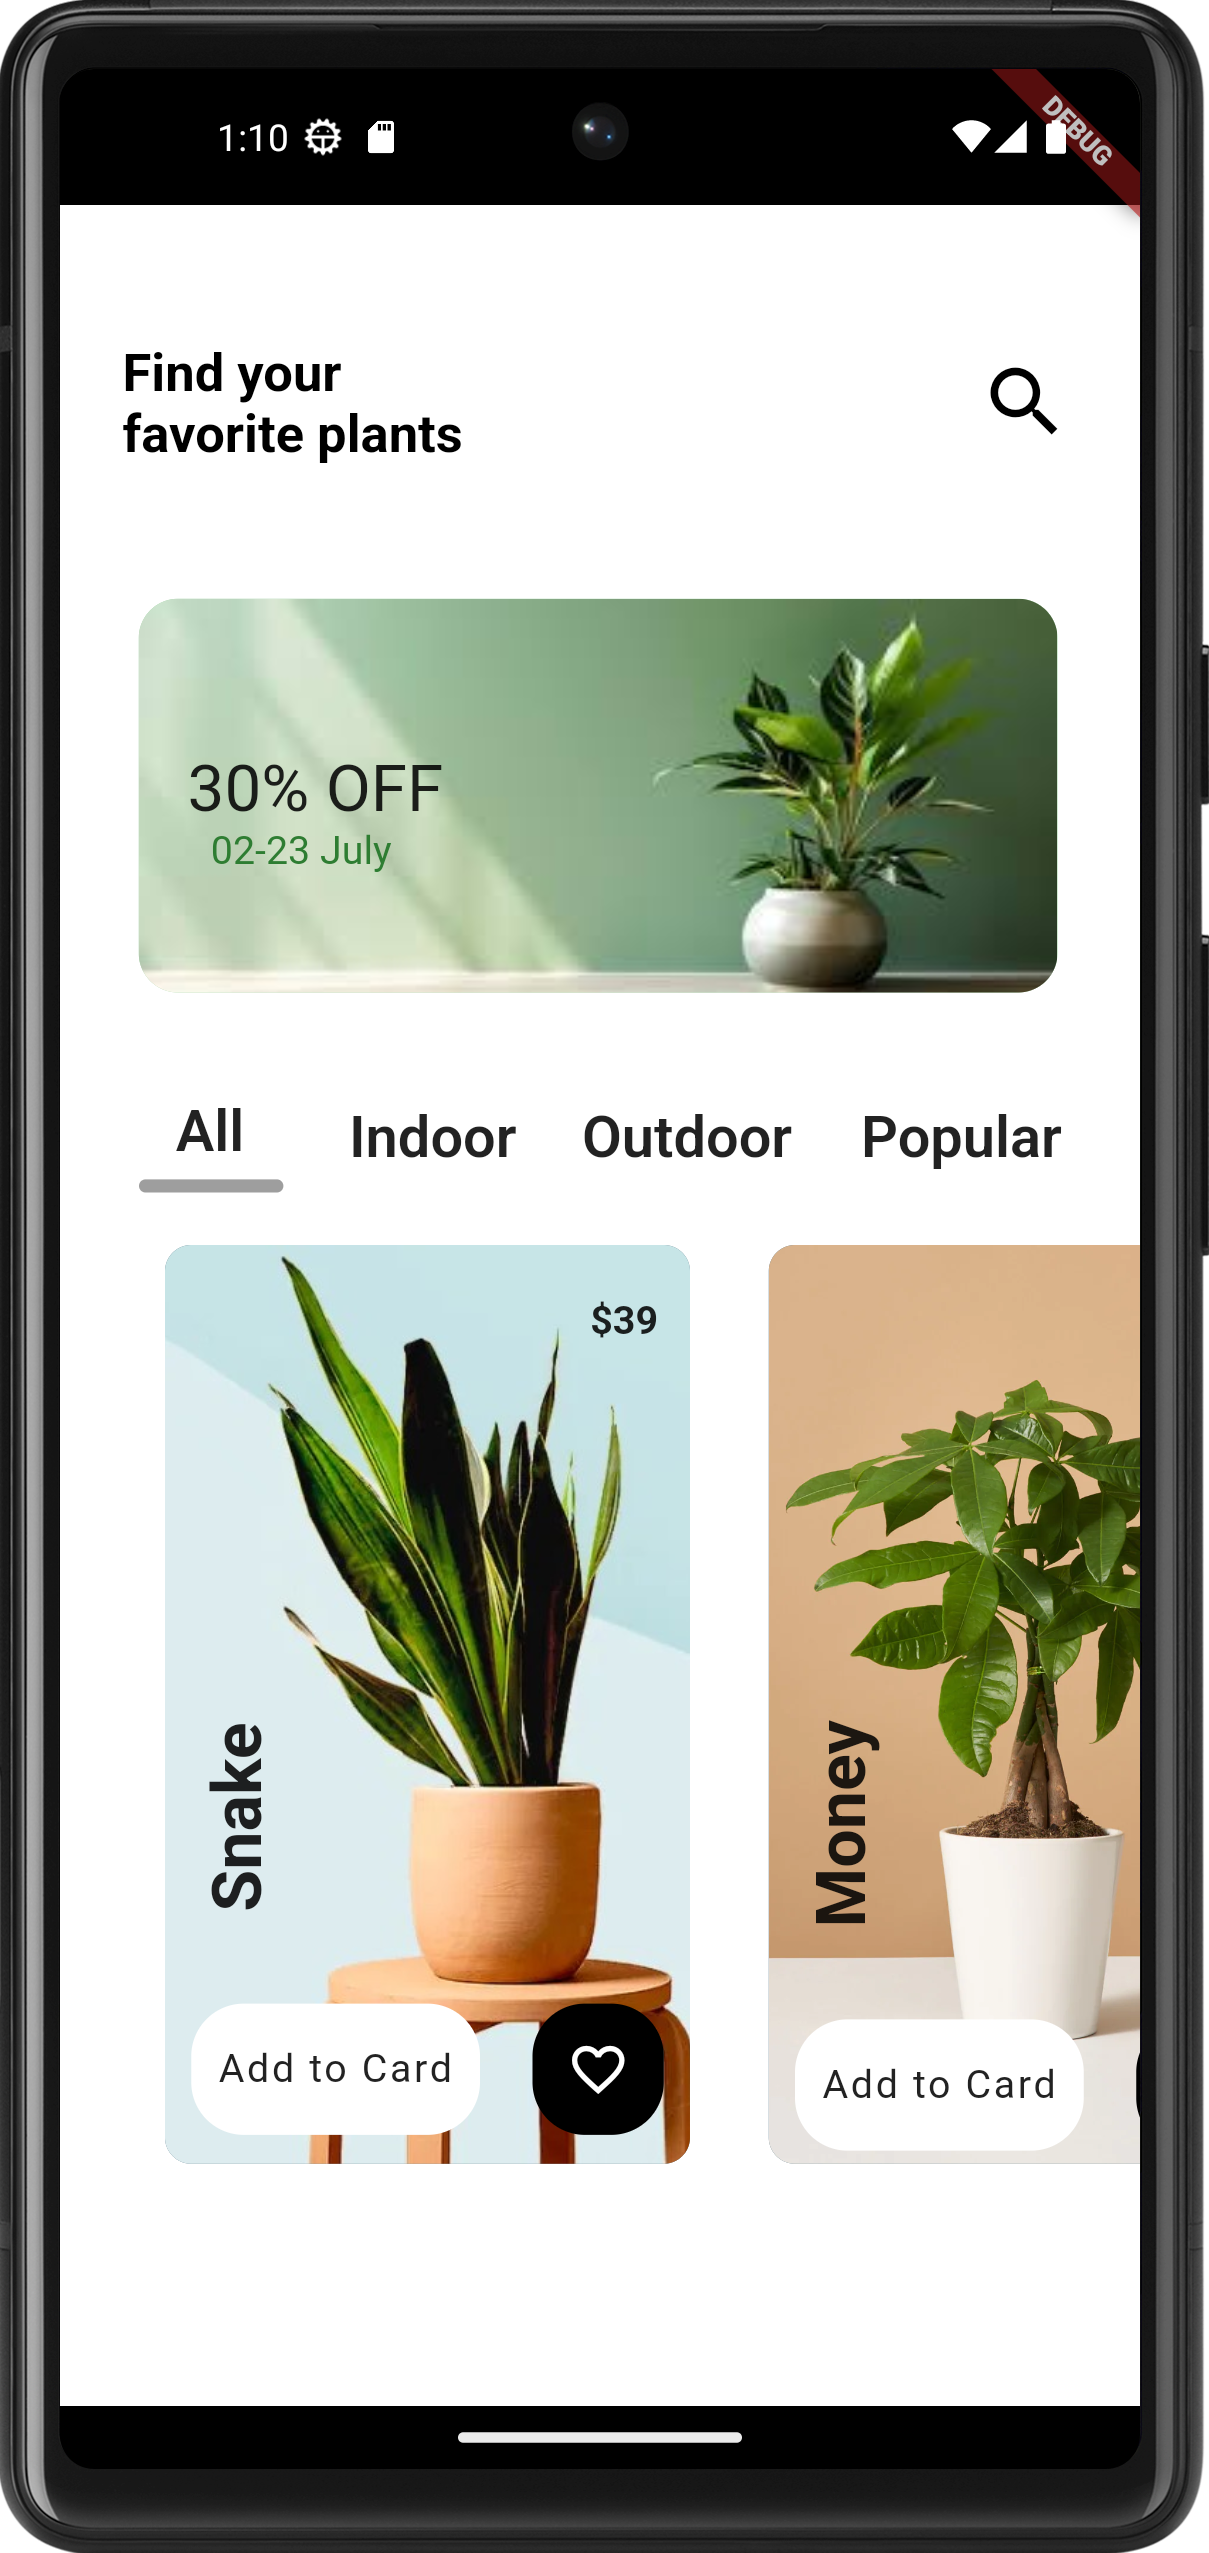 1:10
DEBUG
Find your
favorite plants
30% OFF
02-23 July
All Indoor Outdoor Popular
$39
Snake
Money
Add to Card
Add to Card